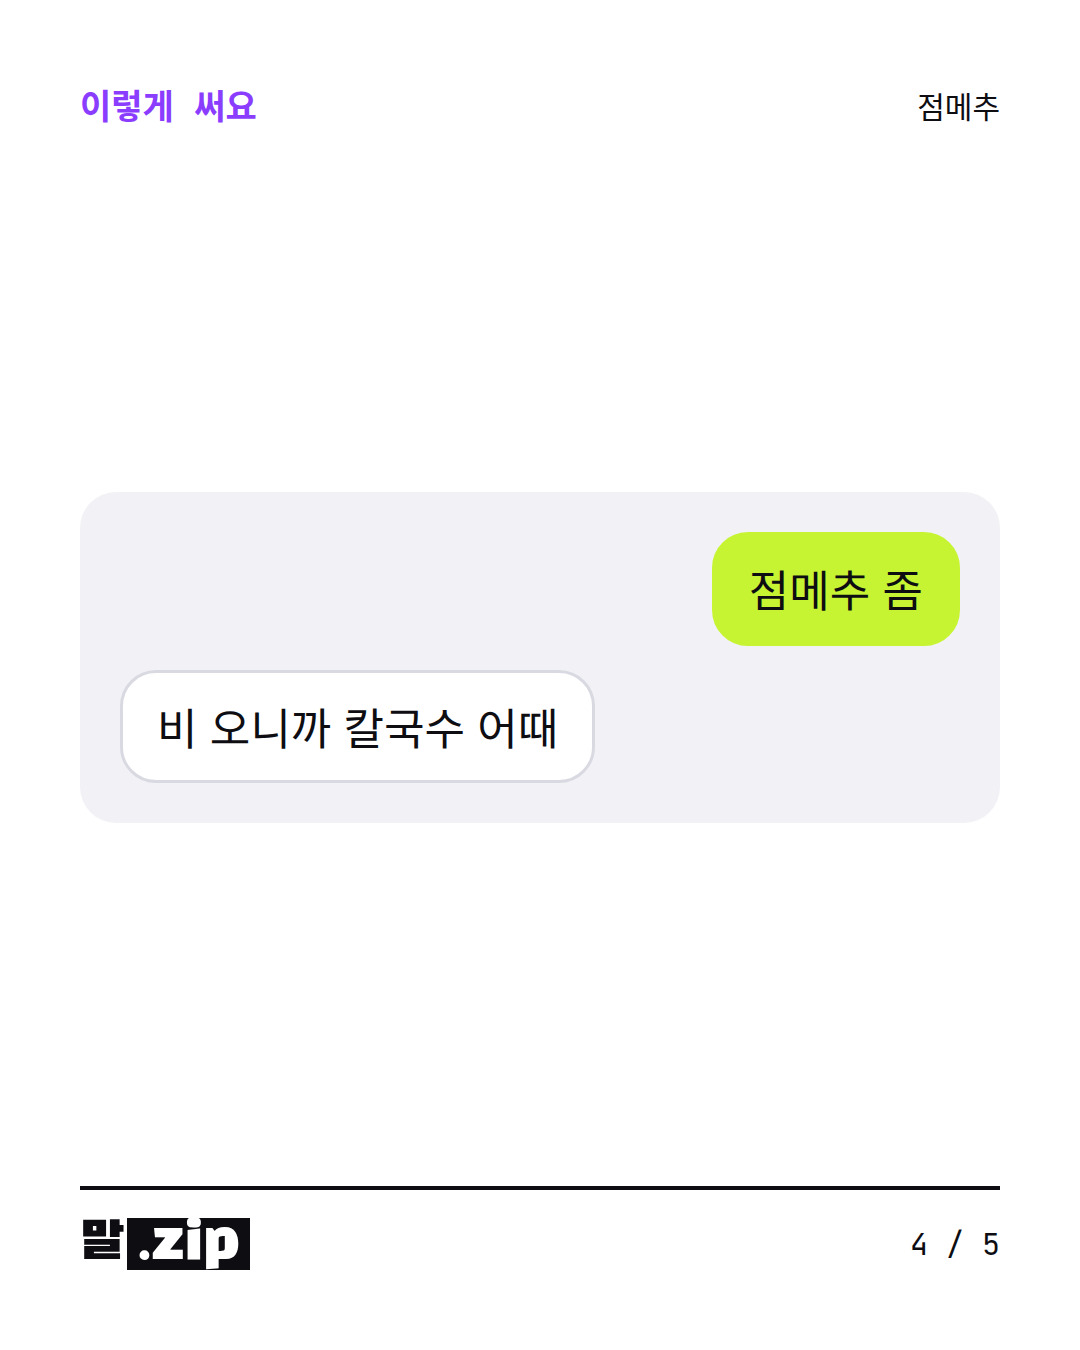 이렇게 써요
점메추
점메추 좀
비 오니까 칼국수 어때
말.zip
4 / 5